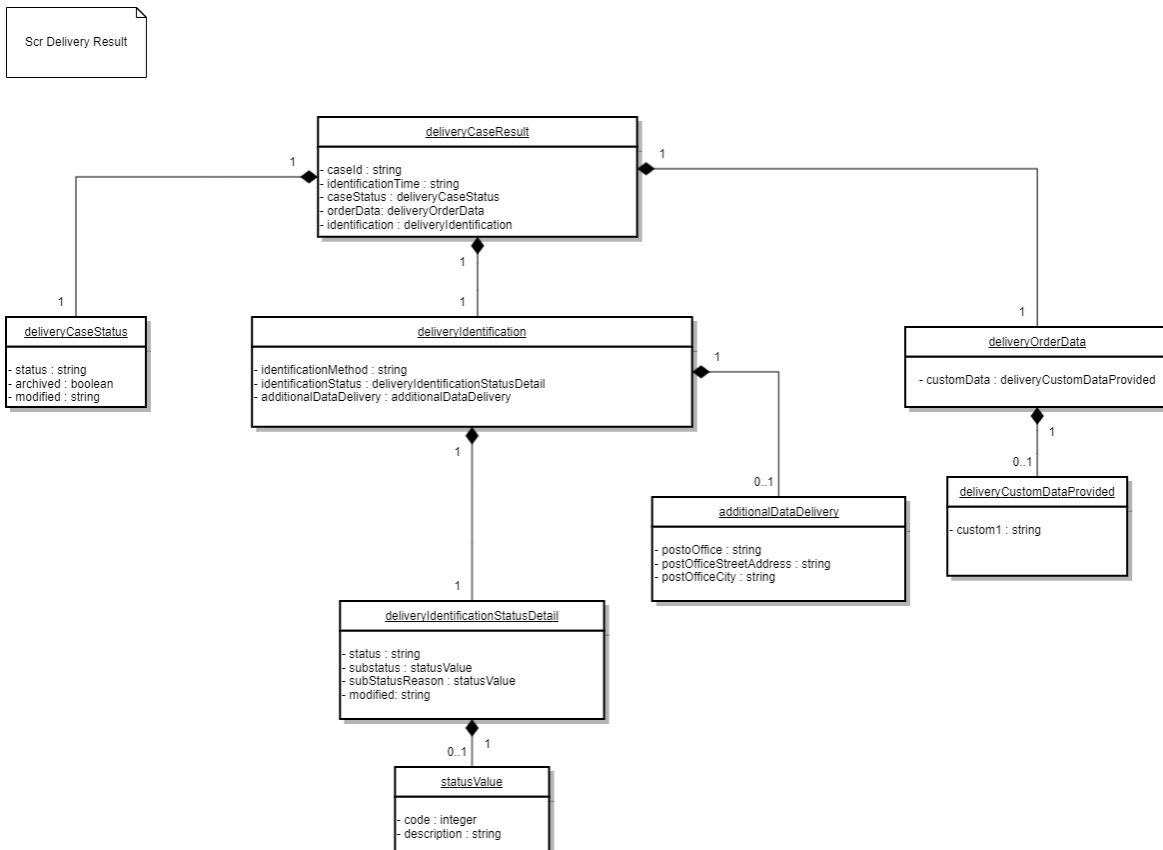 Scr Delivery Result
deliveryCaseResult
1
1
- caseId : string
- identificationTime : string
- caseStatus : deliveryCaseStatus
- orderData: deliveryOrderData
- identification : deliveryIdentification
1
1
1
1
deliveryCaseStatus
- status : string
- archived : boolean
- modified : string
deliveryIdentification
- identificationMethod : string
- identificationStatus : deliveryIdentificationStatusDetail
- additionalDataDelivery : additionalDataDelivery
1
deliveryOrderData
- customData : deliveryCustomDataProvided
1
1
0..1
0..1
additionalDataDelivery
- postoOffice : string
- postOfficeStreetAddress : string
- postOfficeCity : string
deliveryCustomDataProvided
- custom1 : string
1
deliveryIdentificationStatusDetail
- status : string
- substatus : statusValue
- subStatusReason : statusValue
- modified: string
1
0..1
statusValue
- code : integer
- description : string